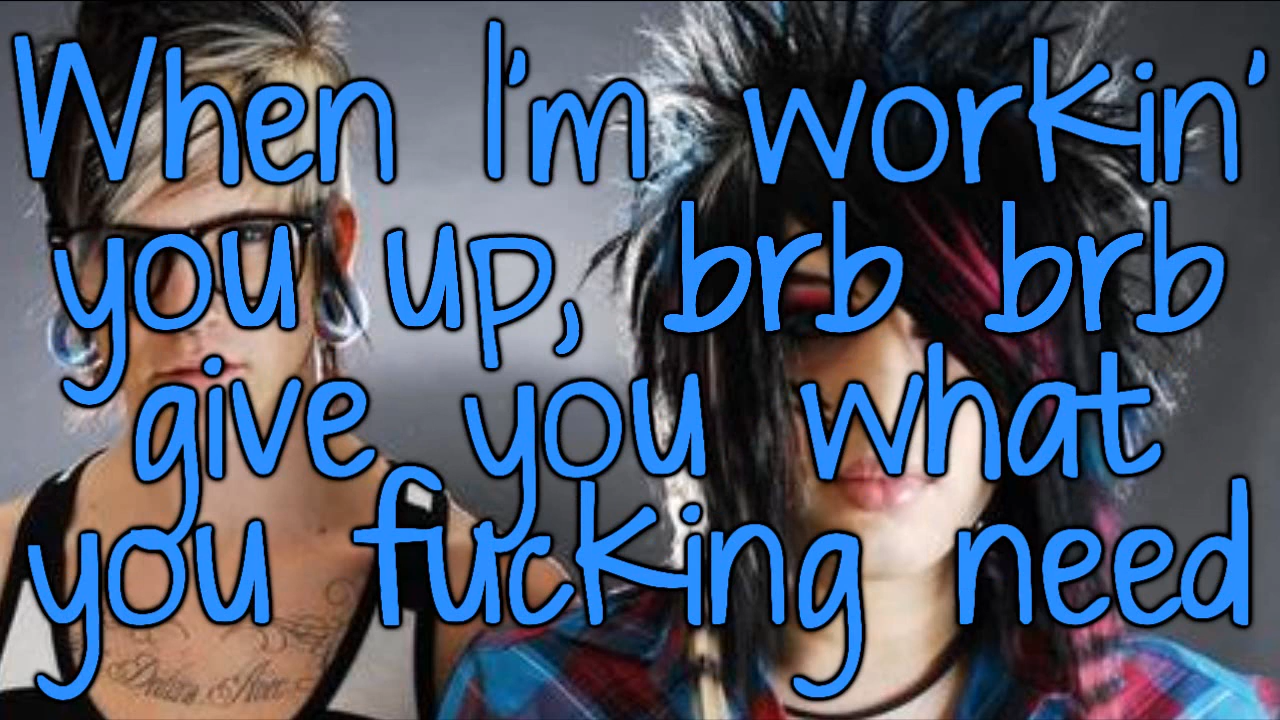 When I'm workin'
you up, brb brb
give you what
you fucking need